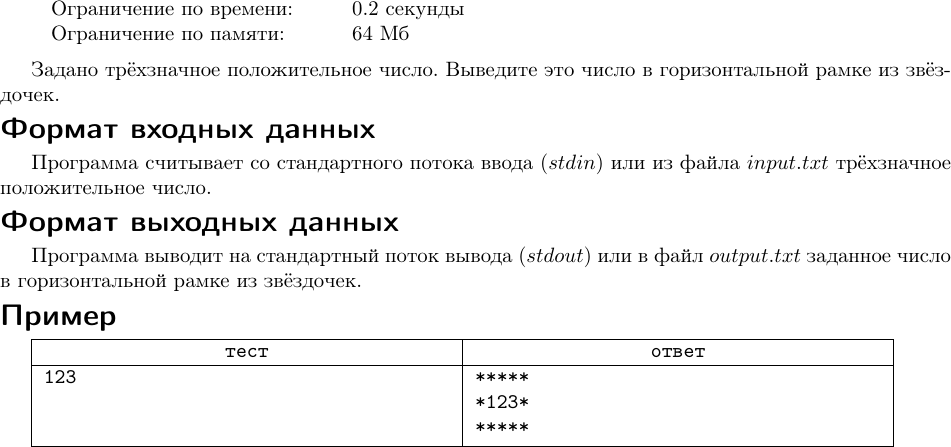 Ограничение по времени: 0.2 секунды
Ограничение по памяти: 64 Мб
Задано трёхзначное положительное число. Выведите это число в горизонтальной рамке из звёз-
дочек.
Формат входных данных
Программа считывает со стандартного потока ввода (stdin) или из файла input.txt трёхзначное
положительное число.
Формат выходных данных
Программа выводит на стандартный поток вывода (stdout) или в файл output.txt заданное число
в горизонтальной рамке из звёздочек.
Пример
тест ответ
123 *****
*123*
*****